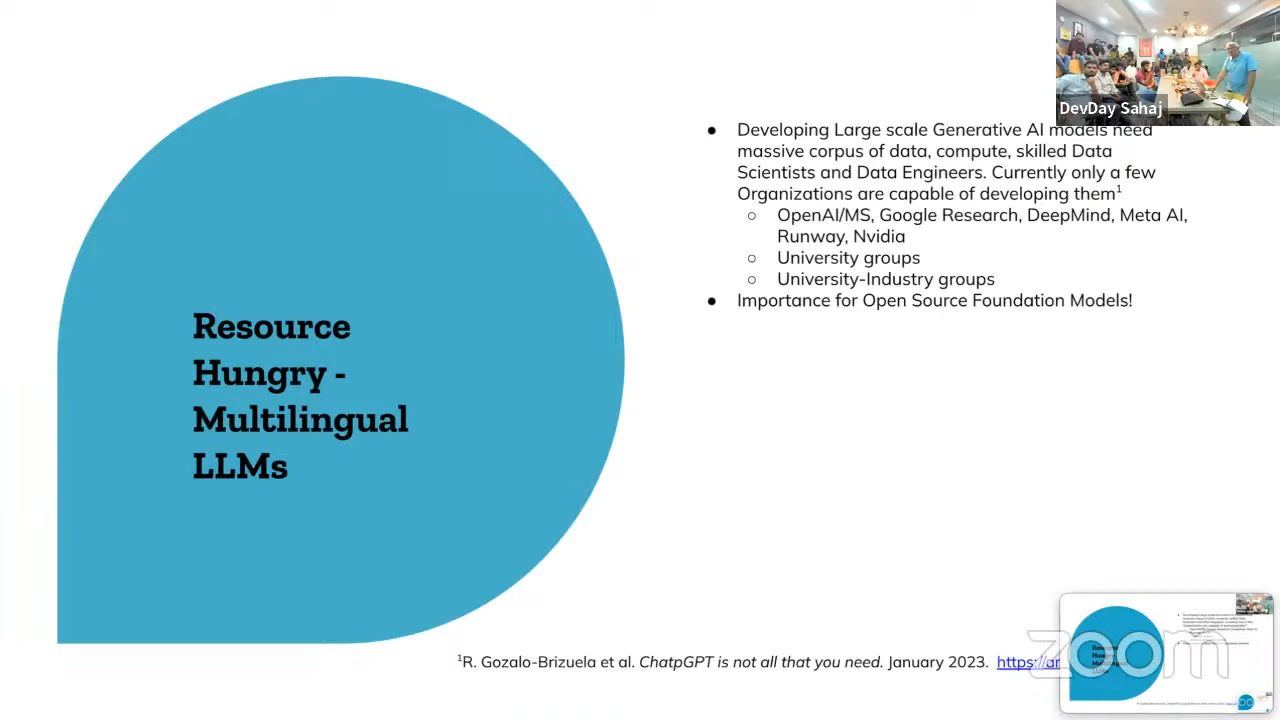 DevDay Sahaj
Resource
Hungry -
Multilingual
LLMs
● Developing Large scale Generative AI models need
massive corpus of data, compute, skilled Data
Scientists and Data Engineers. Currently only a few
Organizations are capable of developing them¹
○ OpenAI/MS, Google Research, DeepMind, Meta AI,
Runway, Nvidia
○ University groups
○ University-Industry groups
● Importance for Open Source Foundation Models!
¹R. Gozalo-Brizuela et al. ChatpGPT is not all that you need. January 2023. https://ar
zoom